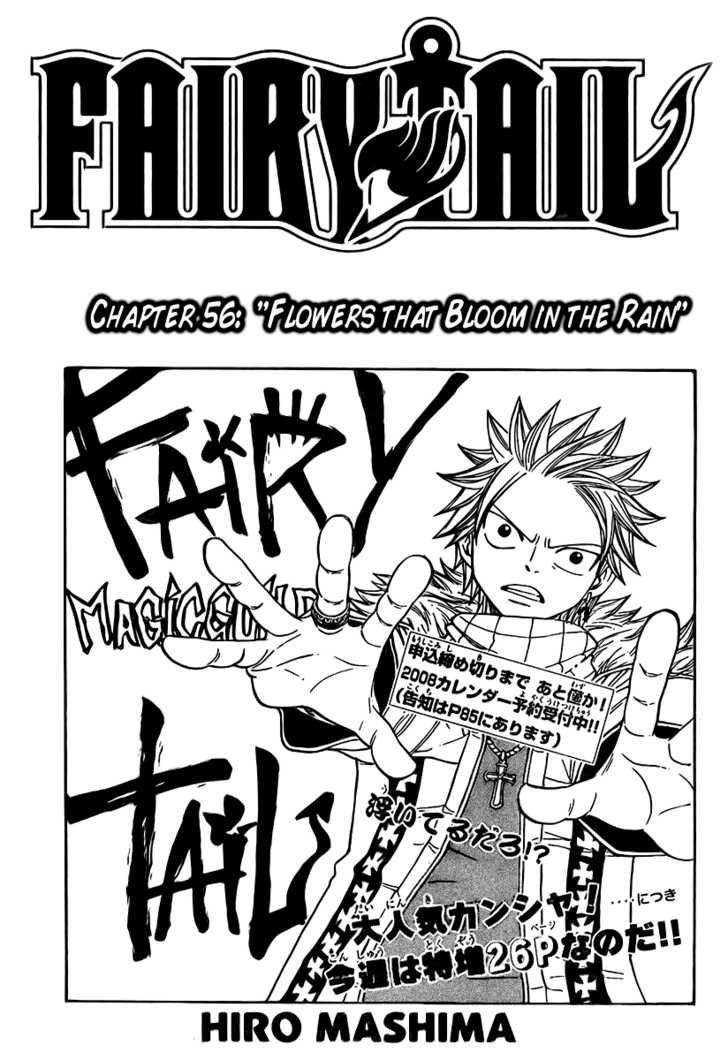 FAIRY TAIL
CHAPTER 56: "FLOWERS THAT BLOOM IN THE RAIN"
FAIRY
MAGIC GUILD
TAIL
申込締め切りまで あと僅か!
2008カレンダー予約受付中!!
(告知はP65にあります)
浮いてるだろ!?
大人気カンシャ! ‥‥につき
今週は特増26Pなのだ!!
HIRO MASHIMA